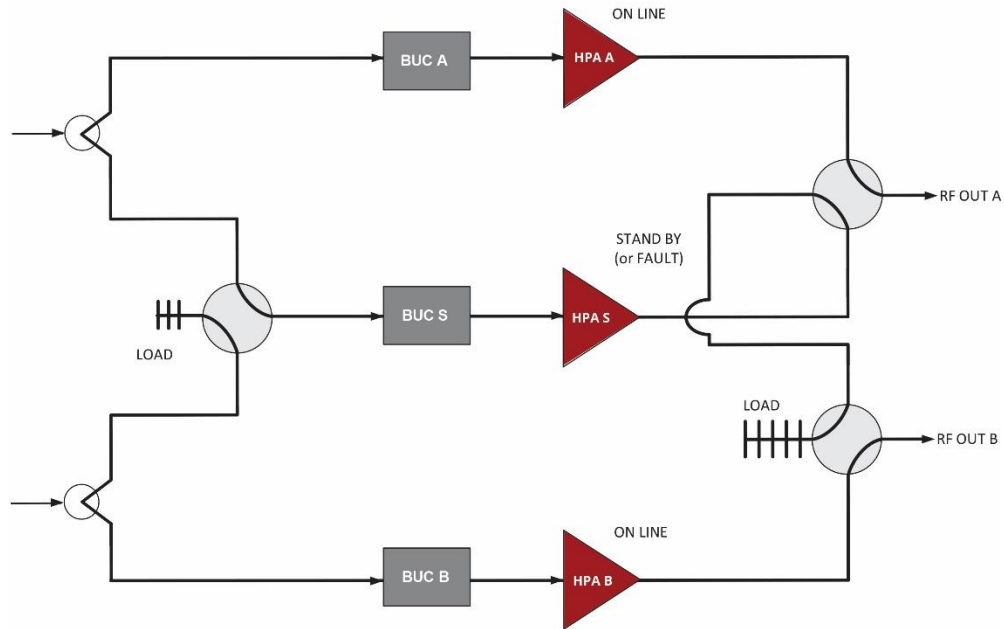 ON LINE
BUC A
HPA A
RF OUT A
STAND BY
(or FAULT)
BUC S
HPA S
LOAD
LOAD
RF OUT B
ON LINE
BUC B
HPA B